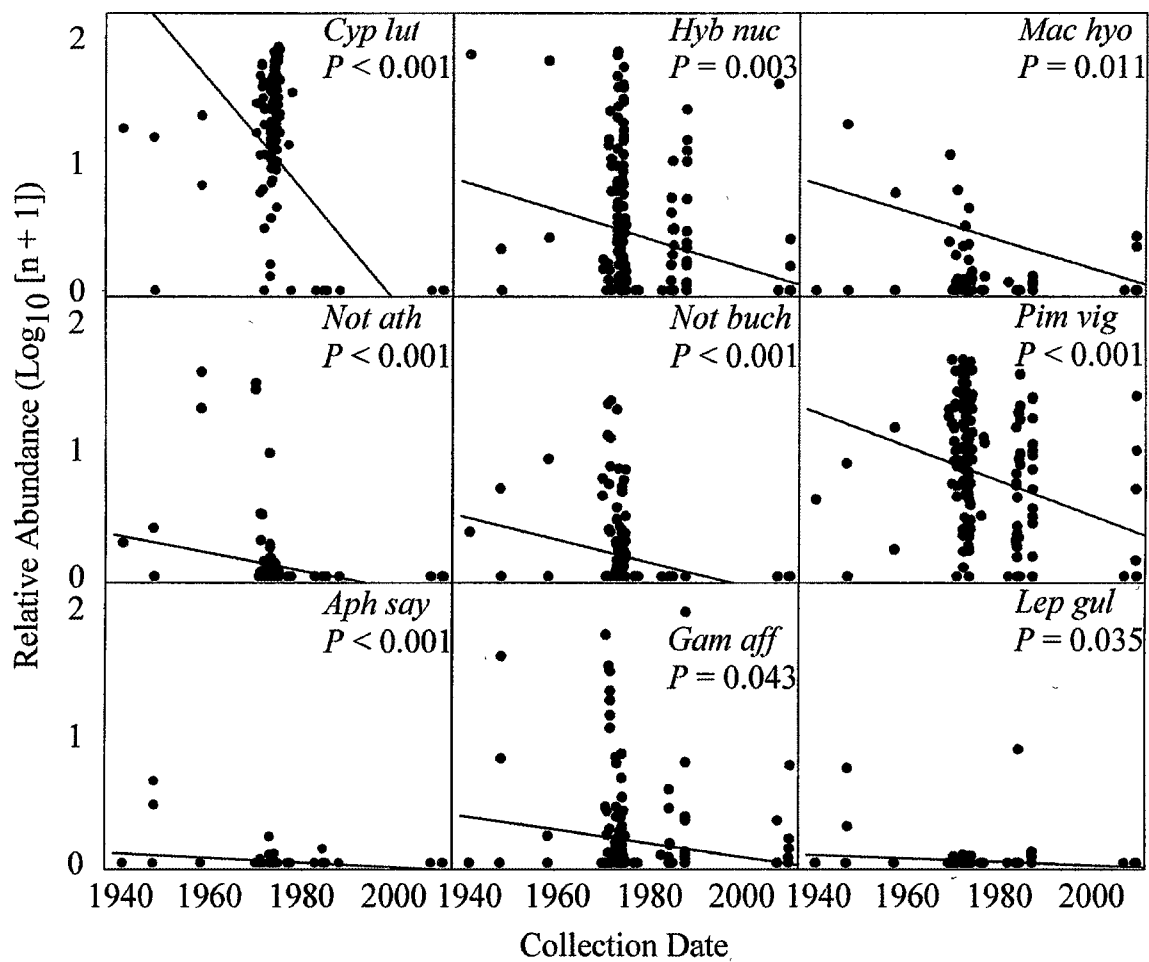 Relative Abundance (Log10 [n + 1])
2
1
0
Cyp lut
P < 0.001
Hyb nuc
P = 0.003
Mac hyo
P = 0.011
2
1
0
Not ath
P < 0.001
Not buch
P < 0.001
Pim vig
P < 0.001
2
1
0
Aph say
P < 0.001
Gam aff
P = 0.043
Lep gul
P = 0.035
1940 1960 1980 2000 1940 1960 1980 2000 1940 1960 1980 2000
Collection Date